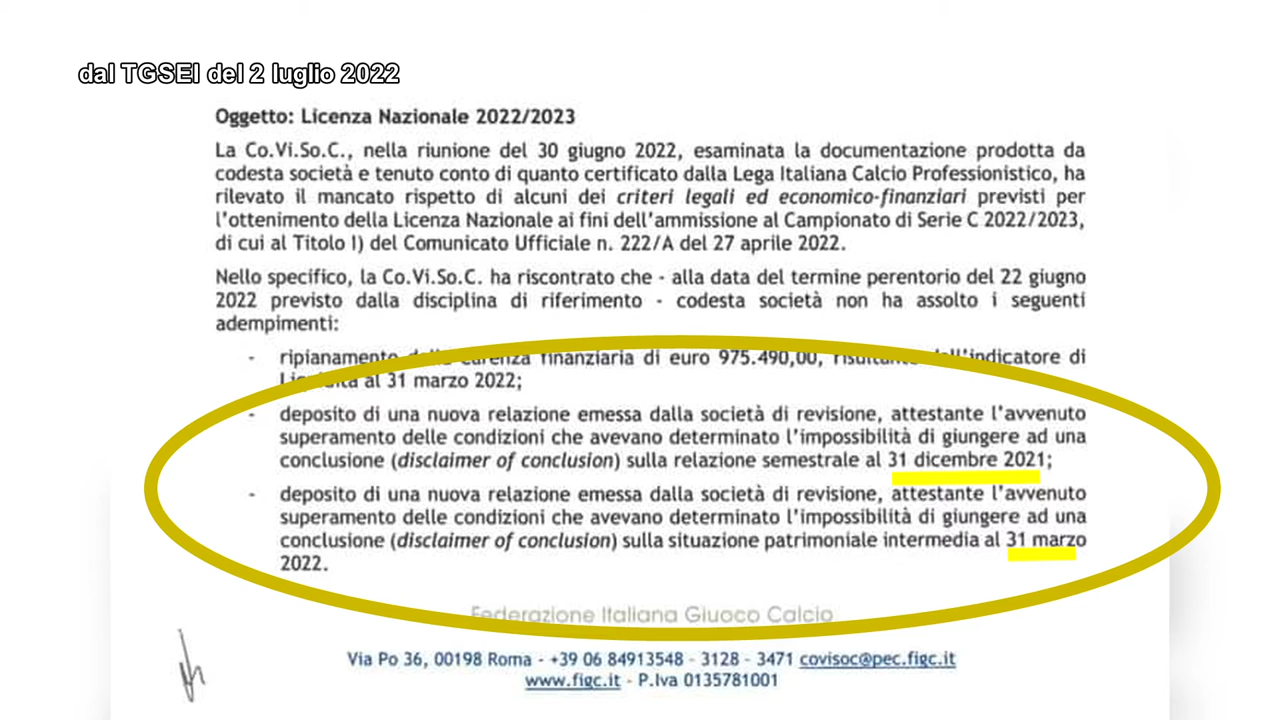 dal TGSEI del 2 luglio 2022
Oggetto: Licenza Nazionale 2022/2023
La Co.Vi.So.C., nella riunione del 30 giugno 2022, esaminata la documentazione prodotta da
codesta società e tenuto conto di quanto certificato dalla Lega Italiana Calcio Professionistico, ha
rilevato il mancato rispetto di alcuni dei criteri legali ed economico-finanziari previsti per
l'ottenimento della Licenza Nazionale ai fini dell'ammissione al Campionato di Serie C 2022/2023,
di cui al Titolo I) del Comunicato Ufficiale n. 222/A del 27 aprile 2022.
Nello specifico, la Co.Vi.So.C. ha riscontrato che - alla data del termine perentorio del 22 giugno
2022 previsto dalla disciplina di riferimento - codesta società non ha assolto i seguenti
adempimenti:
- ripianamento della carenza finanziaria di euro 975.490,00, risultante dall'indicatore di
Liquidità al 31 marzo 2022;
- deposito di una nuova relazione emessa dalla società di revisione, attestante l'avvenuto
superamento delle condizioni che avevano determinato l'impossibilità di giungere ad una
conclusione (disclaimer of conclusion) sulla relazione semestrale al 31 dicembre 2021;
- deposito di una nuova relazione emessa dalla società di revisione, attestante l'avvenuto
superamento delle condizioni che avevano determinato l'impossibilità di giungere ad una
conclusione (disclaimer of conclusion) sulla situazione patrimoniale intermedia al 31 marzo
2022.
Federazione Italiana Giuoco Calcio
Via Po 36, 00198 Roma - +39 06 84913548 - 3128 - 3471 covisoc@pec.figc.it
www.figc.it - P.Iva 0135781001